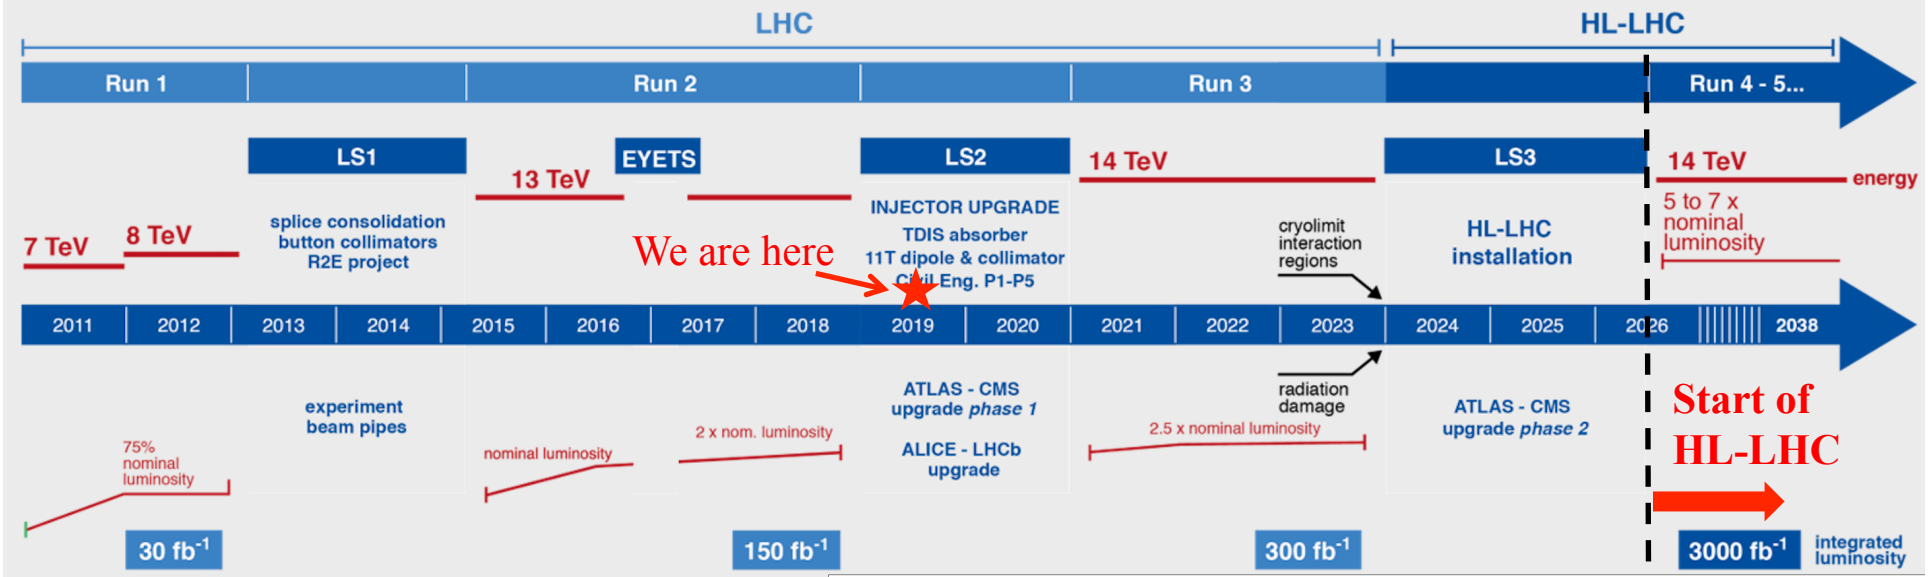 LHC
HL-LHC
Run 1
Run 2
Run 3
Run 4 - 5...
LS1
EYETS
LS2
LS3
13 TeV
14 TeV
14 TeV
energy
7 TeV
8 TeV
splice consolidation
button collimators
R2E project
We are here
INJECTOR UPGRADE
TDIS absorber
11T dipole & collimator
Civil Eng. P1-P5
cryolimit
interaction
regions
HL-LHC
installation
5 to 7 x
nominal
luminosity
2011
2012
2013
2014
2015
2016
2017
2018
2019
2020
2021
2022
2023
2024
2025
2026
2038
75%
nominal
luminosity
experiment
beam pipes
nominal luminosity
2 x nom. luminosity
ATLAS - CMS
upgrade phase 1
ALICE - LHCb
upgrade
radiation
damage
2.5 x nominal luminosity
ATLAS - CMS
upgrade phase 2
Start of
HL-LHC
30 fb⁻¹
150 fb⁻¹
300 fb⁻¹
3000 fb⁻¹
integrated
luminosity